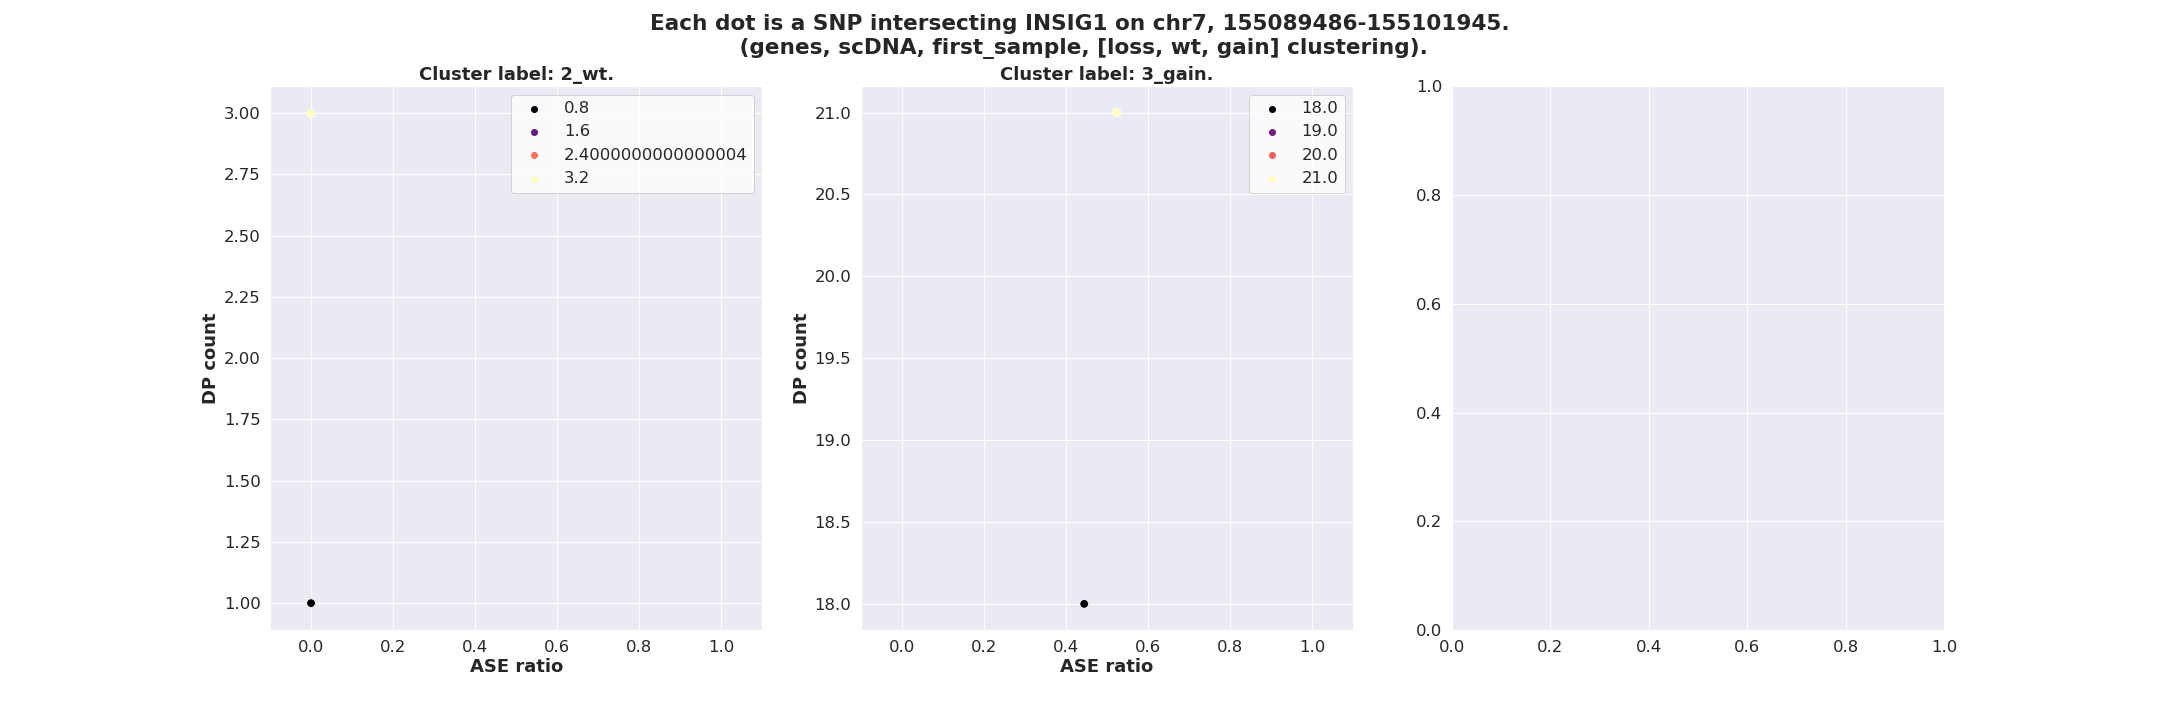 Each dot is a SNP intersecting INSIG1 on chr7, 155089486-155101945.
(genes, scDNA, first_sample, [loss, wt, gain] clustering).
Cluster label: 2_wt.
3.00
2.75
2.50
2.25
2.00
1.75
1.50
1.25
1.00
DP count
0.8
1.6
2.4000000000000004
3.2
0.0 0.2 0.4 0.6 0.8 1.0
ASE ratio
Cluster label: 3_gain.
21.0
20.5
20.0
19.5
19.0
18.5
18.0
DP count
18.0
19.0
20.0
21.0
0.0 0.2 0.4 0.6 0.8 1.0
ASE ratio
1.0
0.8
0.6
0.4
0.2
0.0
0.0 0.2 0.4 0.6 0.8 1.0